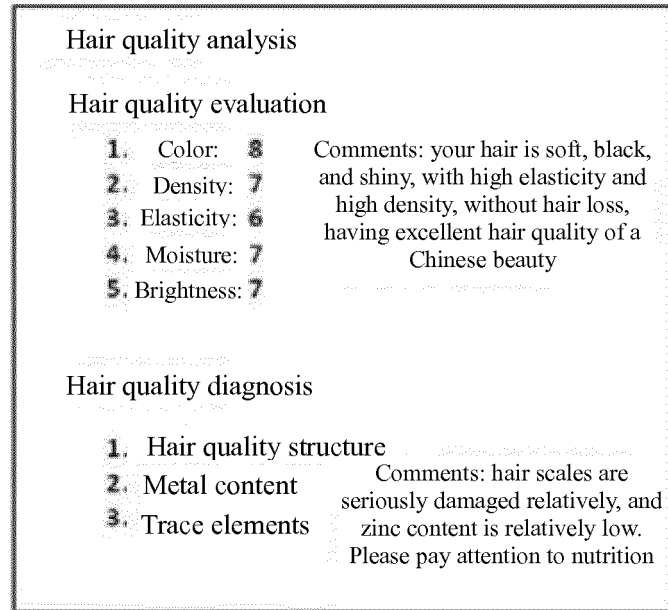 Hair quality analysis
Hair quality evaluation
1. Color: 8
2. Density: 7
3. Elasticity: 6
4. Moisture: 7
5. Brightness: 7
Comments: your hair is soft, black,
and shiny, with high elasticity and
high density, without hair loss,
having excellent hair quality of a
Chinese beauty
Hair quality diagnosis
1. Hair quality structure
2. Metal content
3. Trace elements
Comments: hair scales are
seriously damaged relatively, and
zinc content is relatively low.
Please pay attention to nutrition